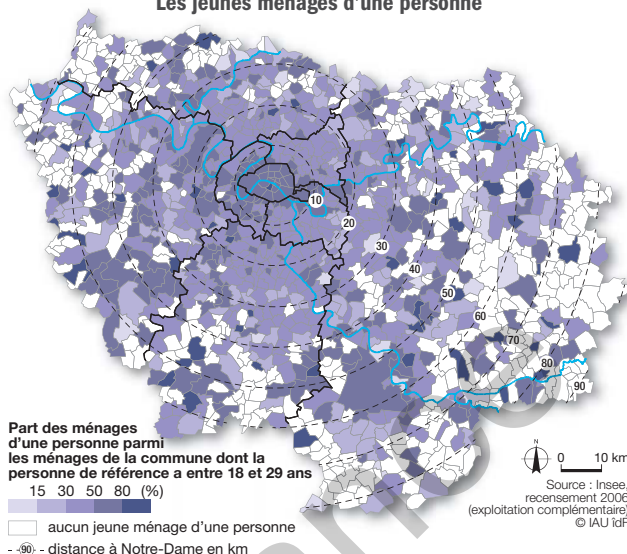 Les jeunes ménages d'une personne
10
20
30
40
50
60
70
80
90
Part des ménages
d'une personne parmi
les ménages de la commune dont la
personne de référence a entre 18 et 29 ans
15 30 50 80 (%)
aucun jeune ménage d'une personne
-90- distance à Notre-Dame en km
N
0 10 km
Source : Insee,
recensement 2006
(exploitation complémentaire)
© IAU îdF